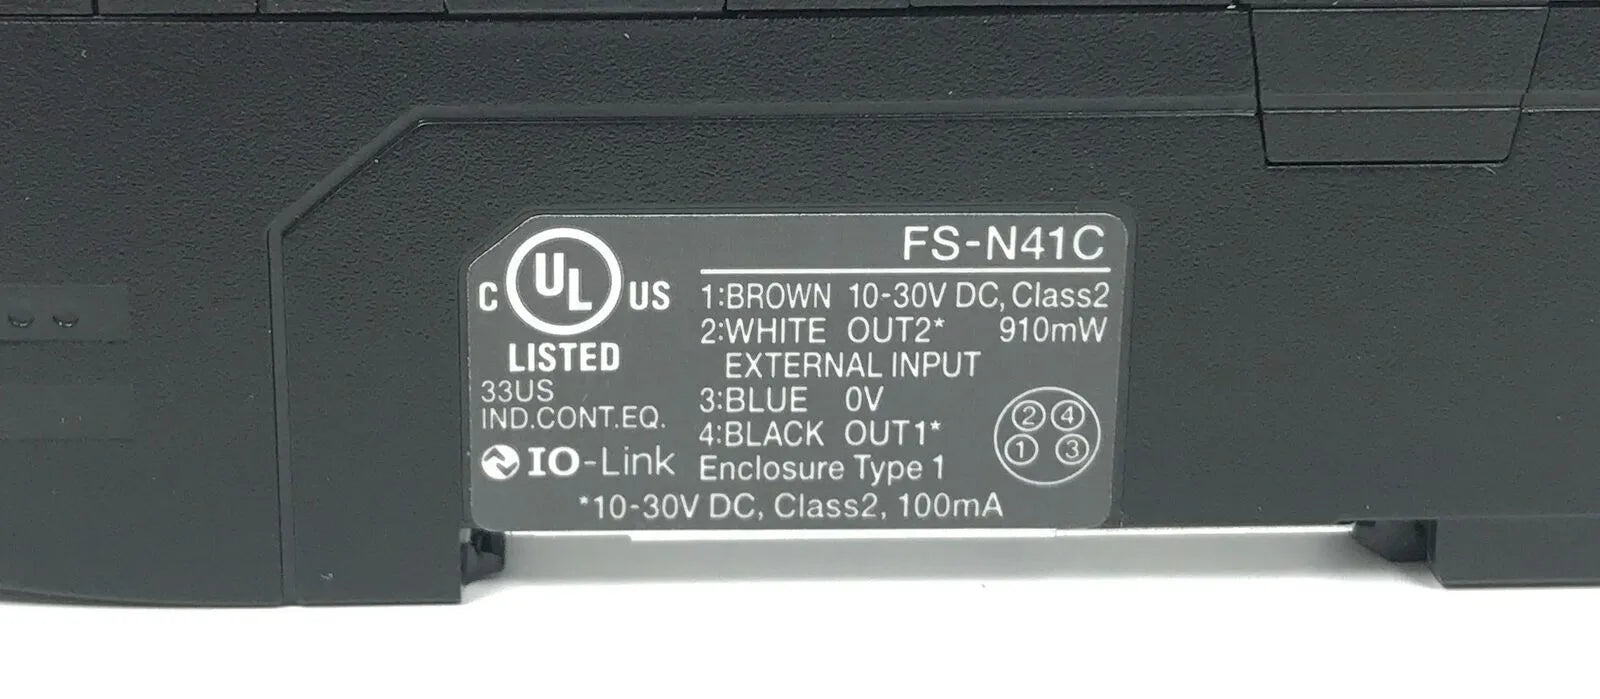 FS-N41C
C UL US
LISTED
33US
IND.CONT.EQ.
IO-Link
1:BROWN 10-30V DC, Class2
2:WHITE OUT2* 910mW
EXTERNAL INPUT
3:BLUE 0V
4:BLACK OUT1*
Enclosure Type 1
2 4
1 3
*10-30V DC, Class2, 100mA